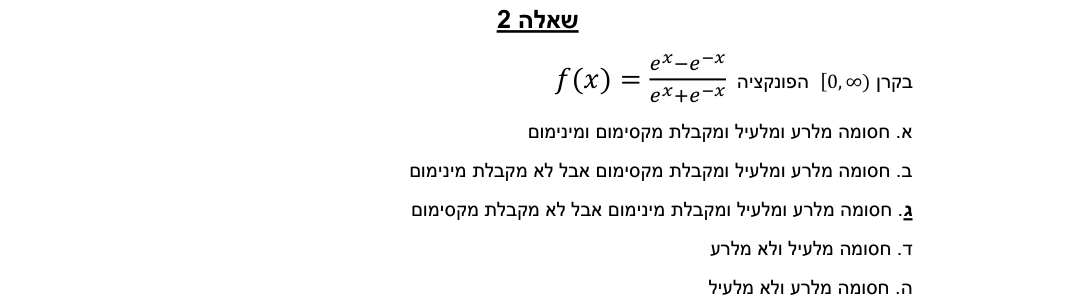 שאלה 2
בקרן [0, ∞) הפונקציה f(x) = \frac{e^x - e^{-x}}{e^x + e^{-x}}
א. חסומה מלרע ומלעיל ומקבלת מקסימום ומינימום
ב. חסומה מלרע ומלעיל ומקבלת מקסימום אבל לא מקבלת מינימום
ג. חסומה מלרע ומלעיל ומקבלת מינימום אבל לא מקבלת מקסימום
ד. חסומה מלעיל ולא מלרע
ה. חסומה מלרע ולא מלעיל